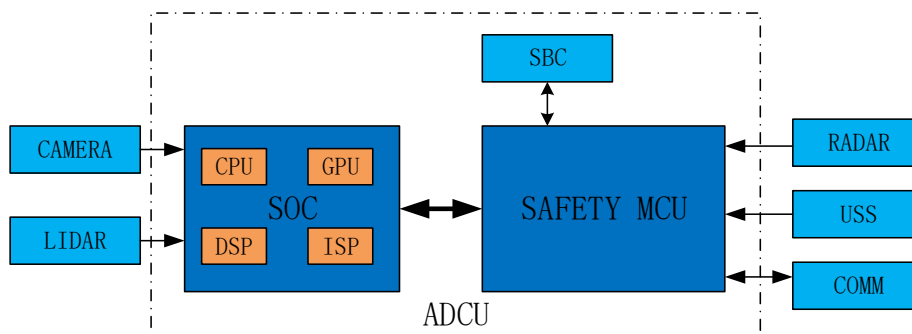 SBC
CAMERA
CPU
GPU
RADAR
SOC
SAFETY MCU
USS
LIDAR
DSP
ISP
COMM
ADCU